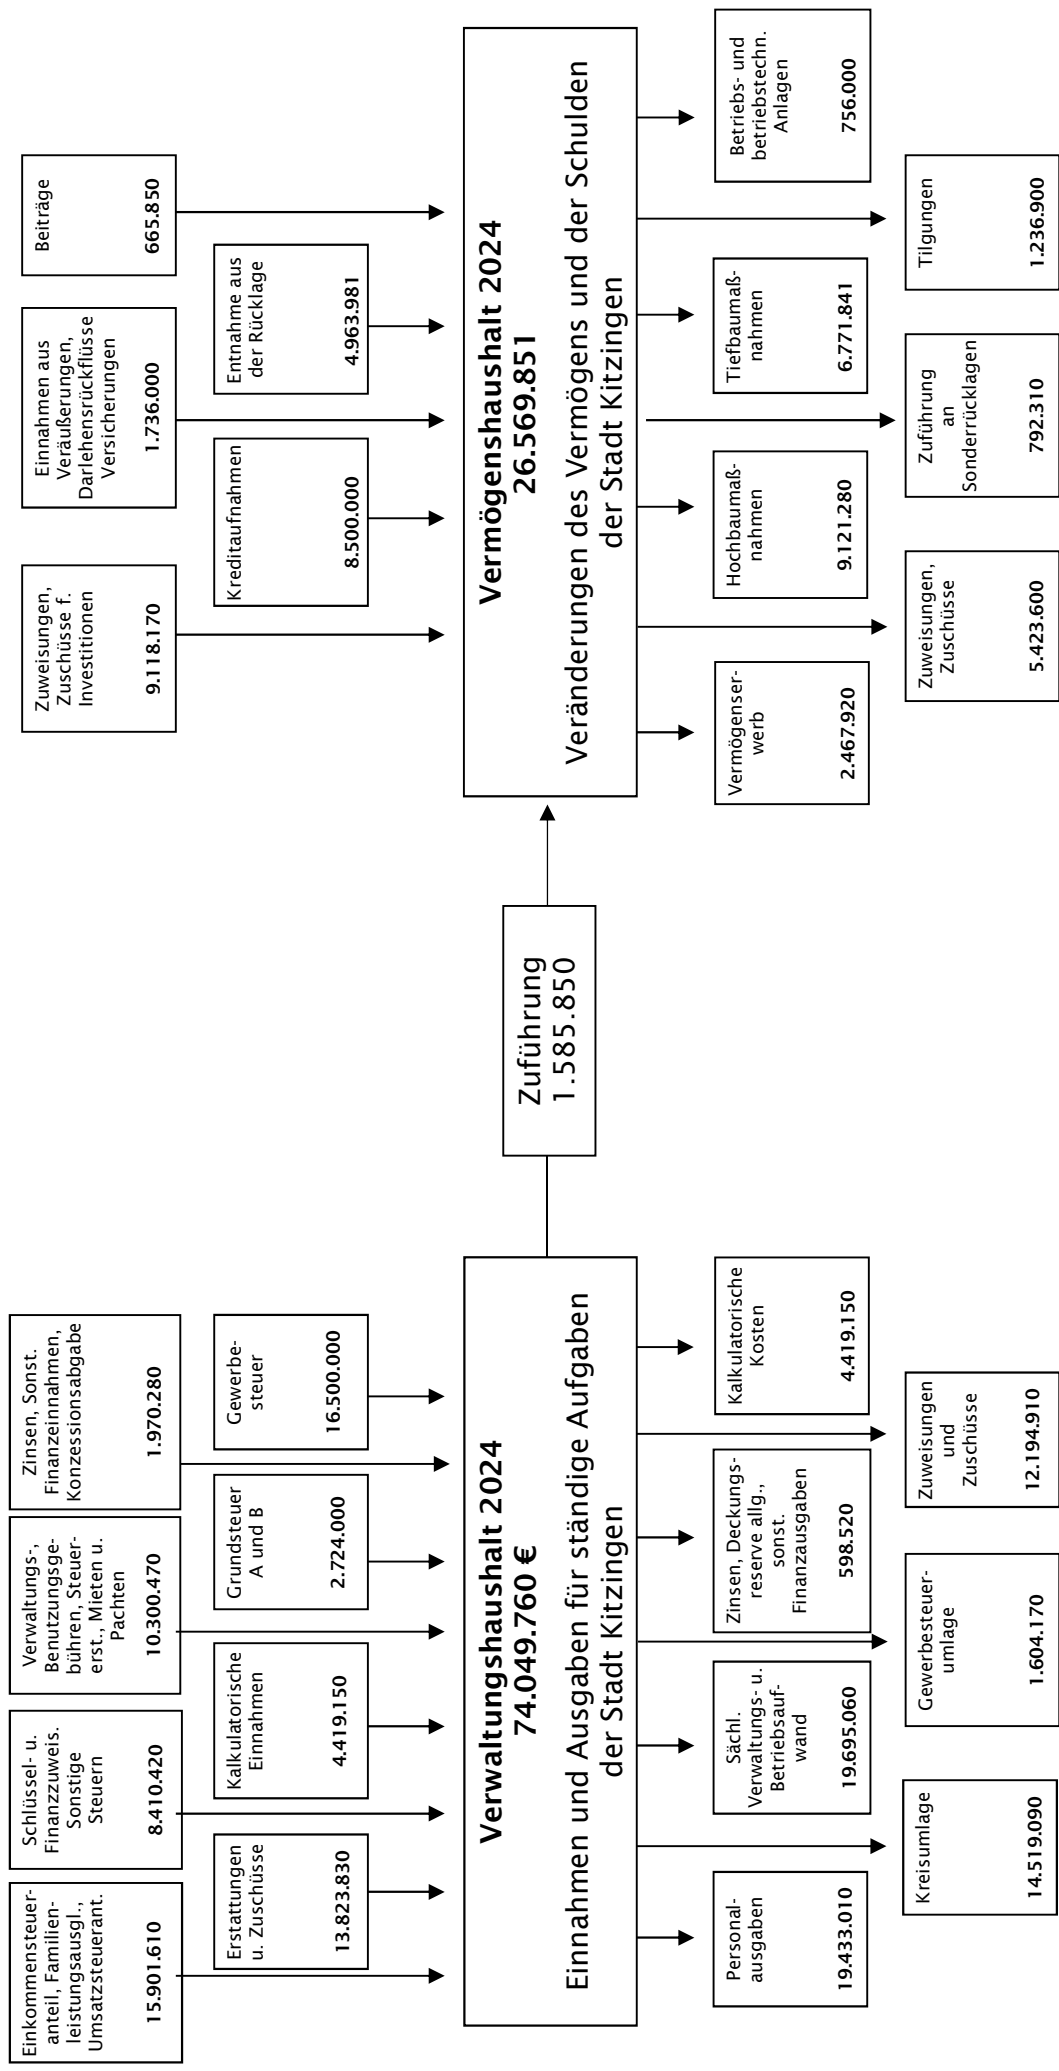 Einkommensteuer-
anteil, Familien-
leistungsausgl.,
Umsatzsteuerant.
15.901.610
Schlüssel- u.
Finanzzuweis.
Sonstige
Steuern
8.410.420
Verwaltungs-,
Benutzungsge-
bühren, Steuer-
erst., Mieten u.
Pachten
10.300.470
Zinsen, Sonst.
Finanzeinnahmen,
Konzessionsabgabe
1.970.280
Erstattungen
u. Zuschüsse
13.823.830
Kalkulatorische
Einnahmen
4.419.150
Grundsteuer
A und B
2.724.000
Gewerbe-
steuer
16.500.000
Verwaltungshaushalt 2024
74.049.760 €
Einnahmen und Ausgaben für ständige Aufgaben
der Stadt Kitzingen
Personal-
ausgaben
19.433.010
Sächl.
Verwaltungs- u.
Betriebsauf-
wand
19.695.060
Zinsen, Deckungs-
reserve allg.,
sonst.
Finanzausgaben
598.520
Kalkulatorische
Kosten
4.419.150
Kreisumlage
14.519.090
Gewerbesteuer-
umlage
1.604.170
Zuweisungen
und
Zuschüsse
12.194.910
Zuführung
1.585.850
Zuweisungen,
Zuschüsse f.
Investitionen
9.118.170
Einnahmen aus
Veräußerungen,
Darlehensrückflüsse
Versicherungen
1.736.000
Beiträge
665.850
Kreditaufnahmen
8.500.000
Entnahme aus
der Rücklage
4.963.981
Vermögenshaushalt 2024
26.569.851
Veränderungen des Vermögens und der Schulden
der Stadt Kitzingen
Vermögenser-
werb
2.467.920
Hochbaumaß-
nahmen
9.121.280
Tiefbaumaß-
nahmen
6.771.841
Betriebs- und
betriebstechn.
Anlagen
756.000
Zuweisungen,
Zuschüsse
5.423.600
Zuführung
an
Sonderrücklagen
792.310
Tilgungen
1.236.900